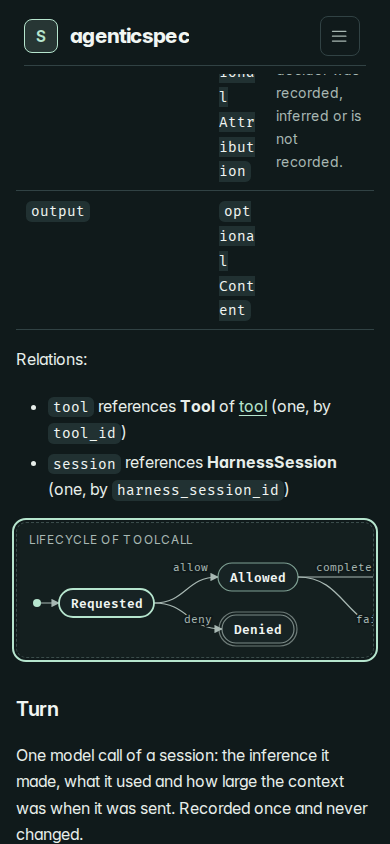 S agenticspec
l
Attr
ibut
ion
recorded,
inferred or is
not
recorded.
output
opt
iona
l
Cont
ent
Relations:
tool references Tool of tool (one, by
tool_id)
session references HarnessSession
(one, by harness_session_id)
LIFECYCLE OF TOOLCALL
allow
complete
Requested
Allowed
deny
fa
Denied
Turn
One model call of a session: the inference it
made, what it used and how large the context
was when it was sent. Recorded once and never
changed.